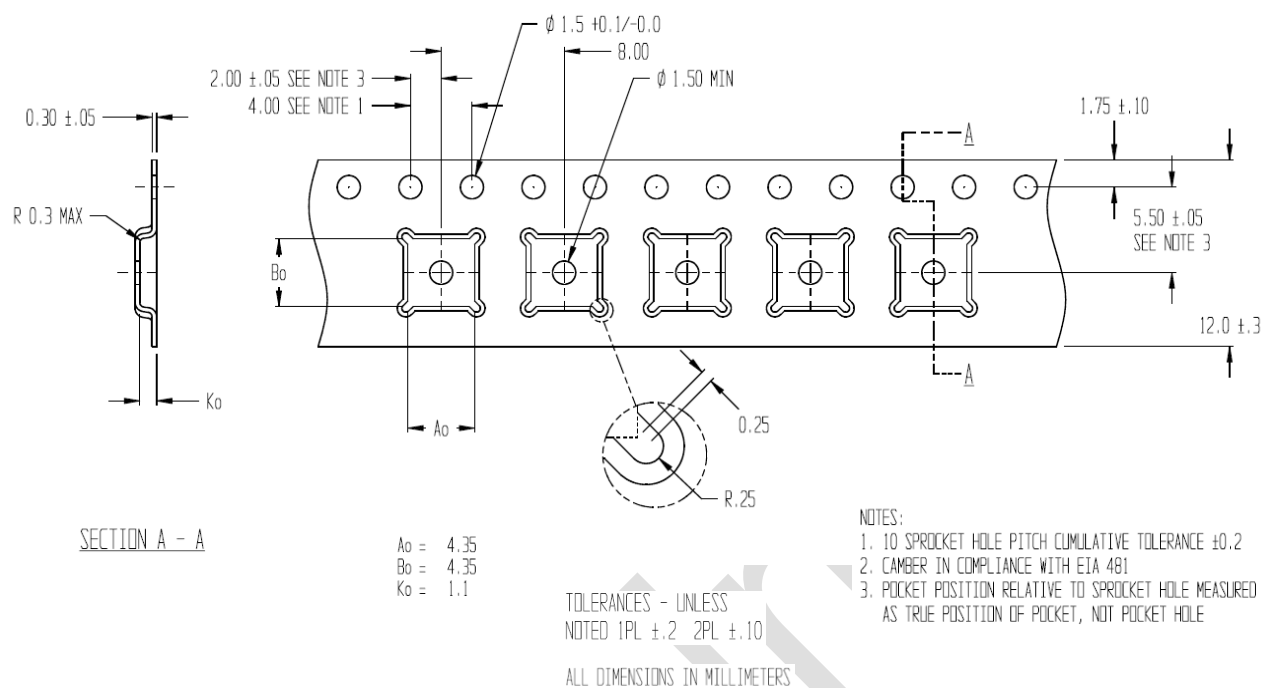 Ø 1.5 +0.1/-0.0
8.00
2.00 ±.05 SEE NOTE 3
Ø 1.50 MIN
4.00 SEE NOTE 1
1.75 ±.10
0.30 ±.05
A
R 0.3 MAX
5.50 ±.05
SEE NOTE 3
Bo
12.0 ±.3
A
Ko
Ao
0.25
R.25
SECTION A - A
Ao = 4.35
Bo = 4.35
Ko = 1.1
NOTES:
1. 10 SPROCKET HOLE PITCH CUMULATIVE TOLERANCE ±0.2
2. CAMBER IN COMPLIANCE WITH EIA 481
3. POCKET POSITION RELATIVE TO SPROCKET HOLE MEASURED
AS TRUE POSITION OF POCKET, NOT POCKET HOLE
TOLERANCES - UNLESS
NOTED 1PL ±.2 2PL ±.10
ALL DIMENSIONS IN MILLIMETERS